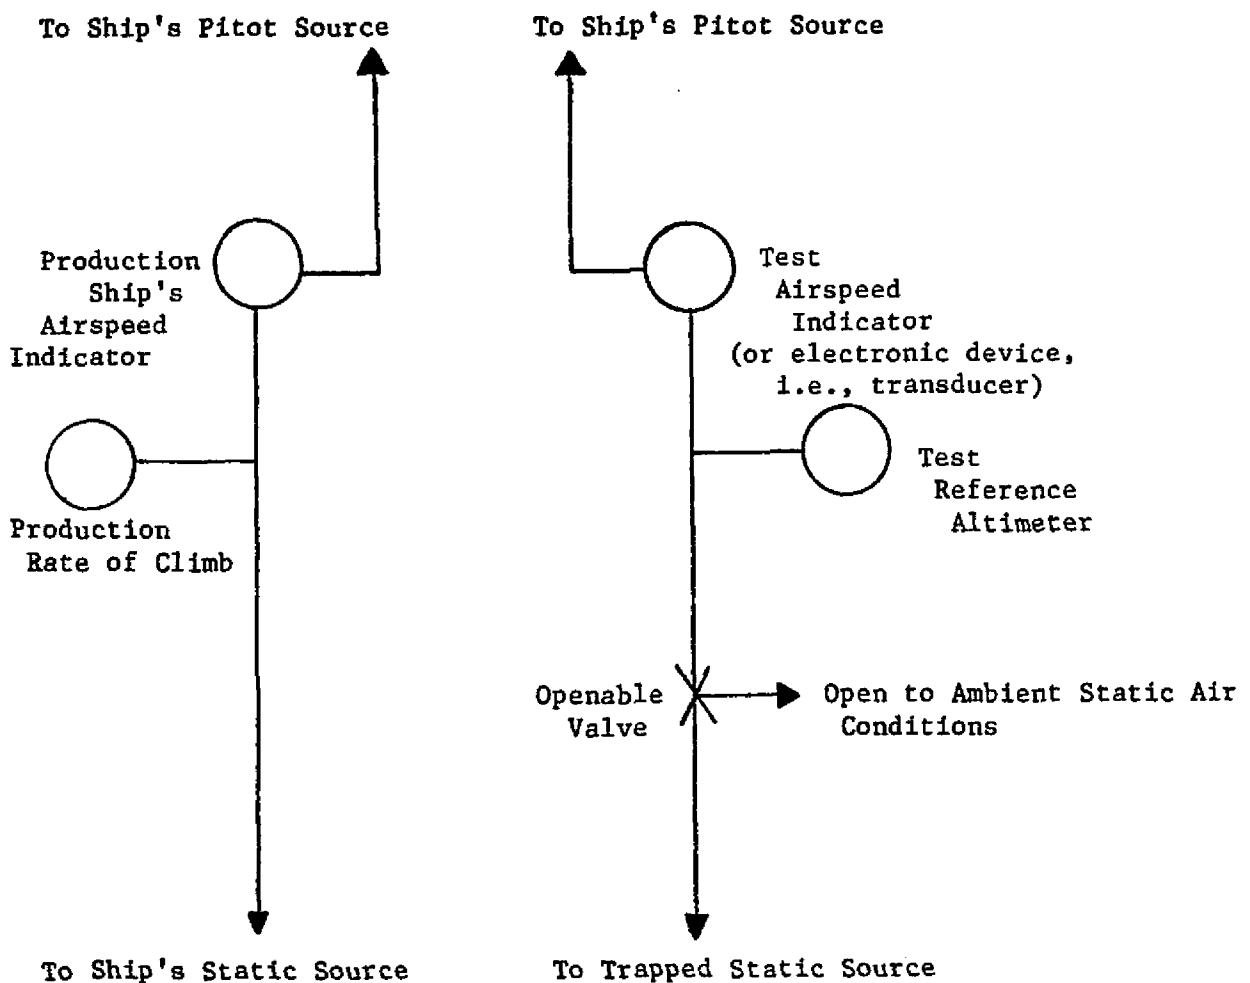 To Ship's Pitot Source
To Ship's Pitot Source
Production
Ship's
Airspeed
Indicator
Test
Airspeed
Indicator
(or electronic device,
i.e., transducer)
Production
Rate of Climb
Test
Reference
Altimeter
Openable
Valve
Open to Ambient Static Air
Conditions
To Ship's Static Source
To Trapped Static Source